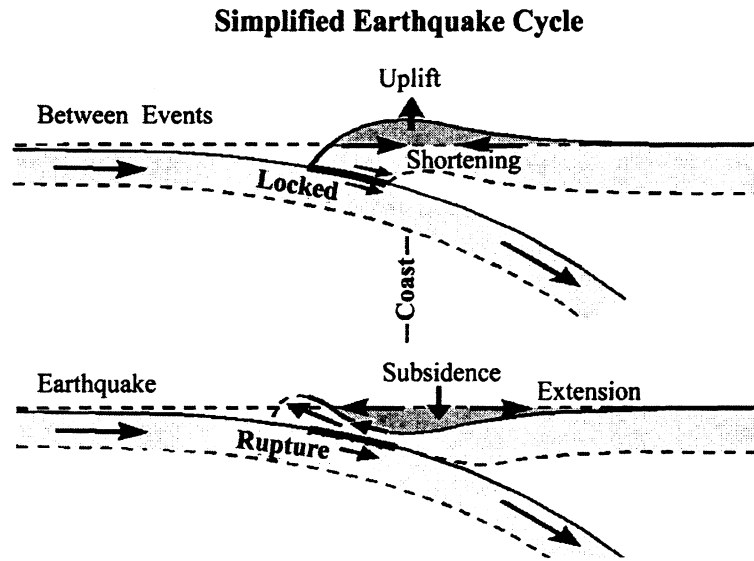 Simplified Earthquake Cycle
Uplift
Between Events
Shortening
Locked
Coast
Subsidence
Earthquake
Extension
Rupture